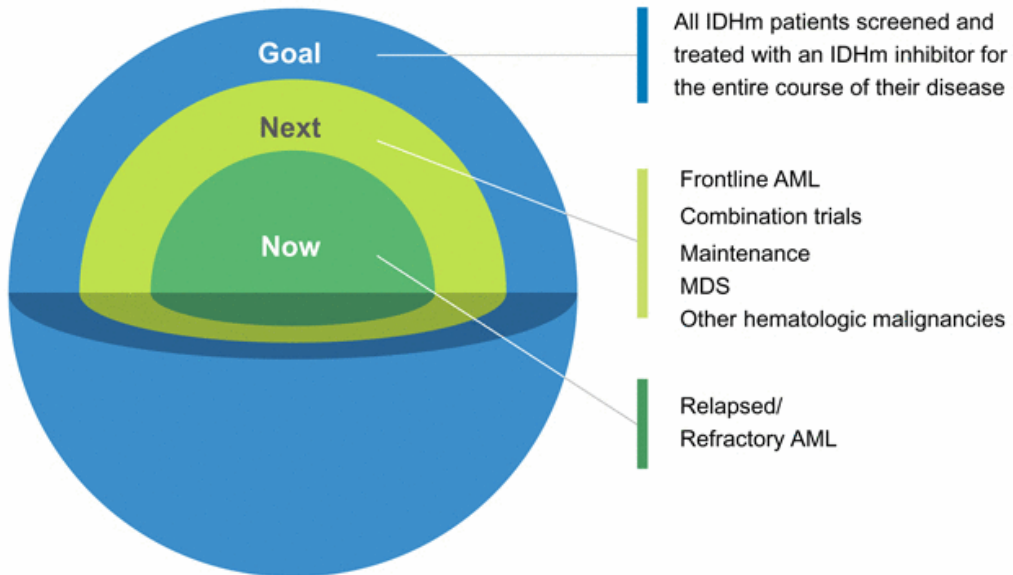 Goal
All IDHm patients screened and
treated with an IDHm inhibitor for
the entire course of their disease
Next
Frontline AML
Combination trials
Maintenance
MDS
Other hematologic malignancies
Now
Relapsed/
Refractory AML